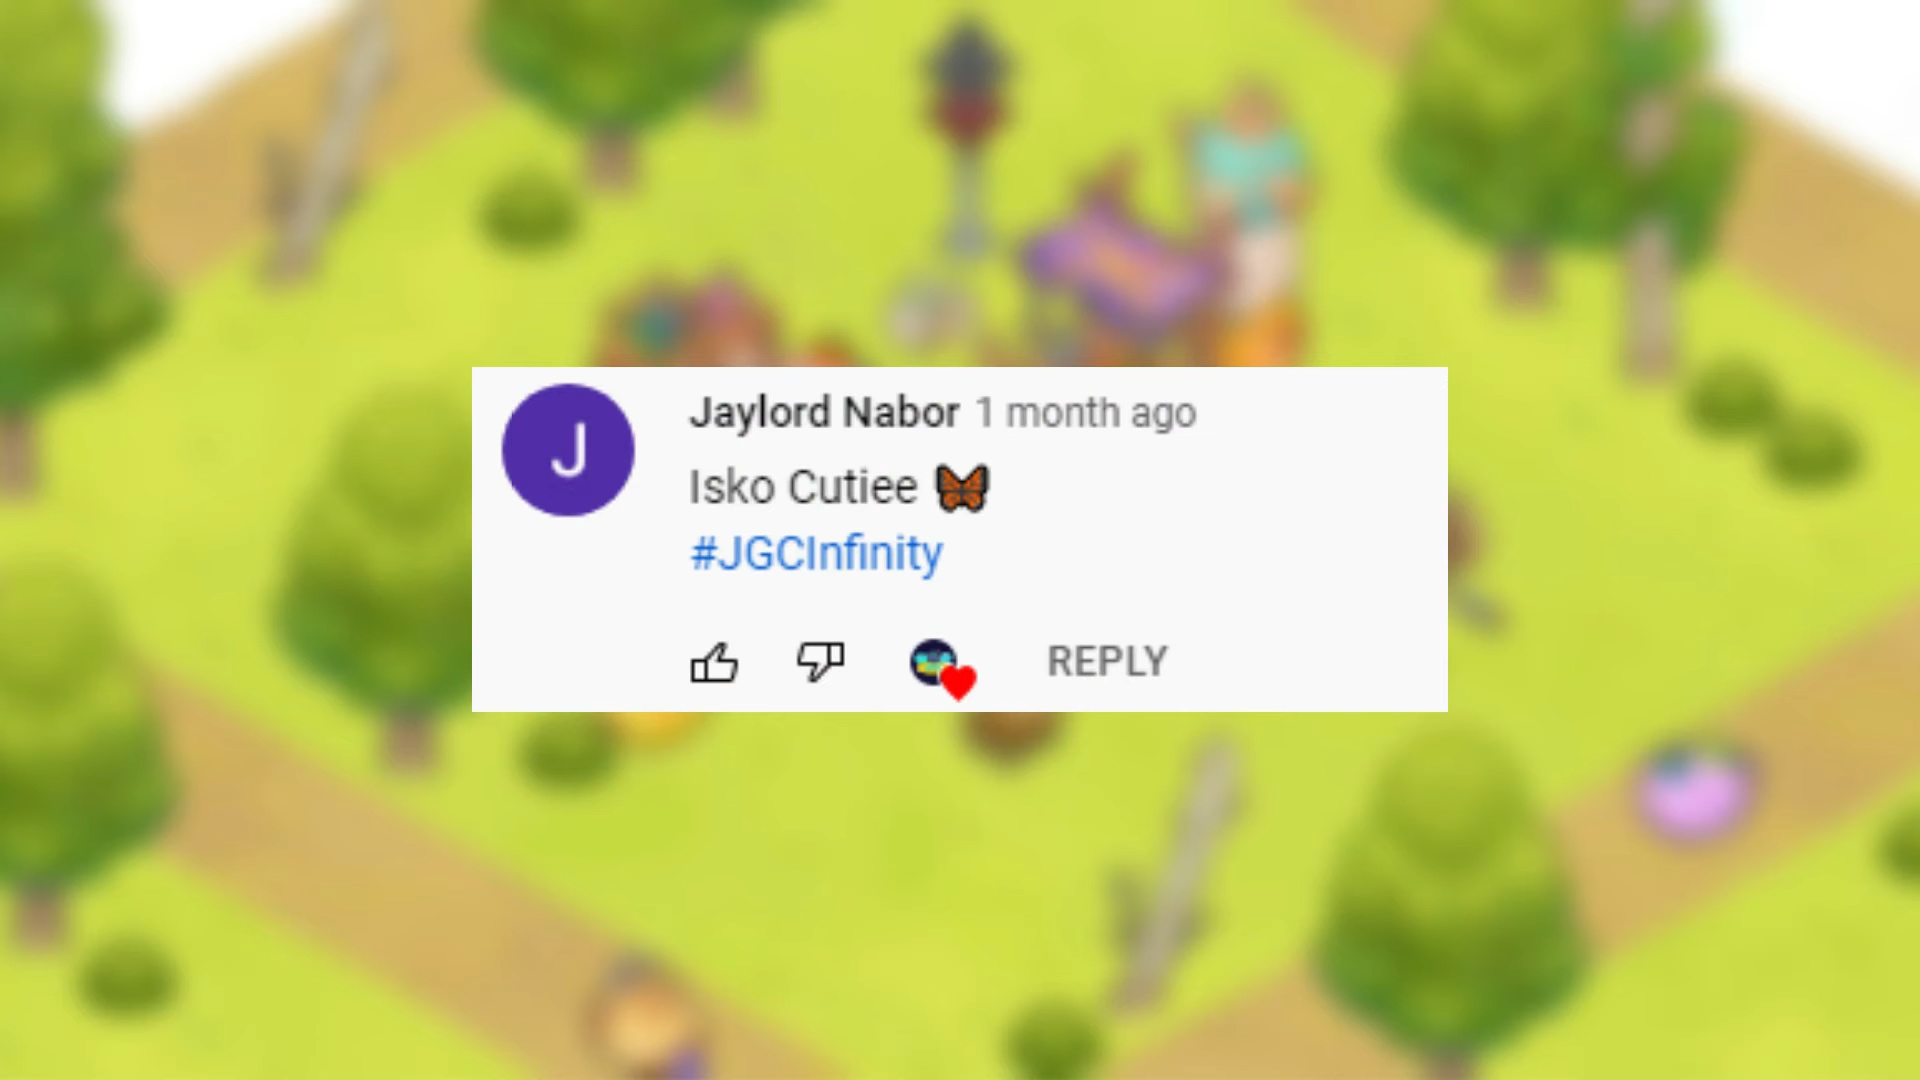 J
Jaylord Nabor 1 month ago
Isko Cutiee 🦋
#JGCInfinity
REPLY